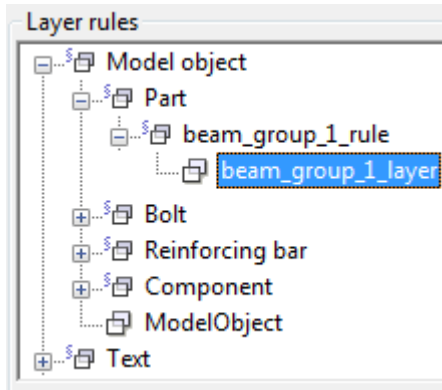 Layer rules
§ Model object
§ Part
§ beam_group_1_rule
beam_group_1_layer
§ Bolt
§ Reinforcing bar
§ Component
ModelObject
§ Text